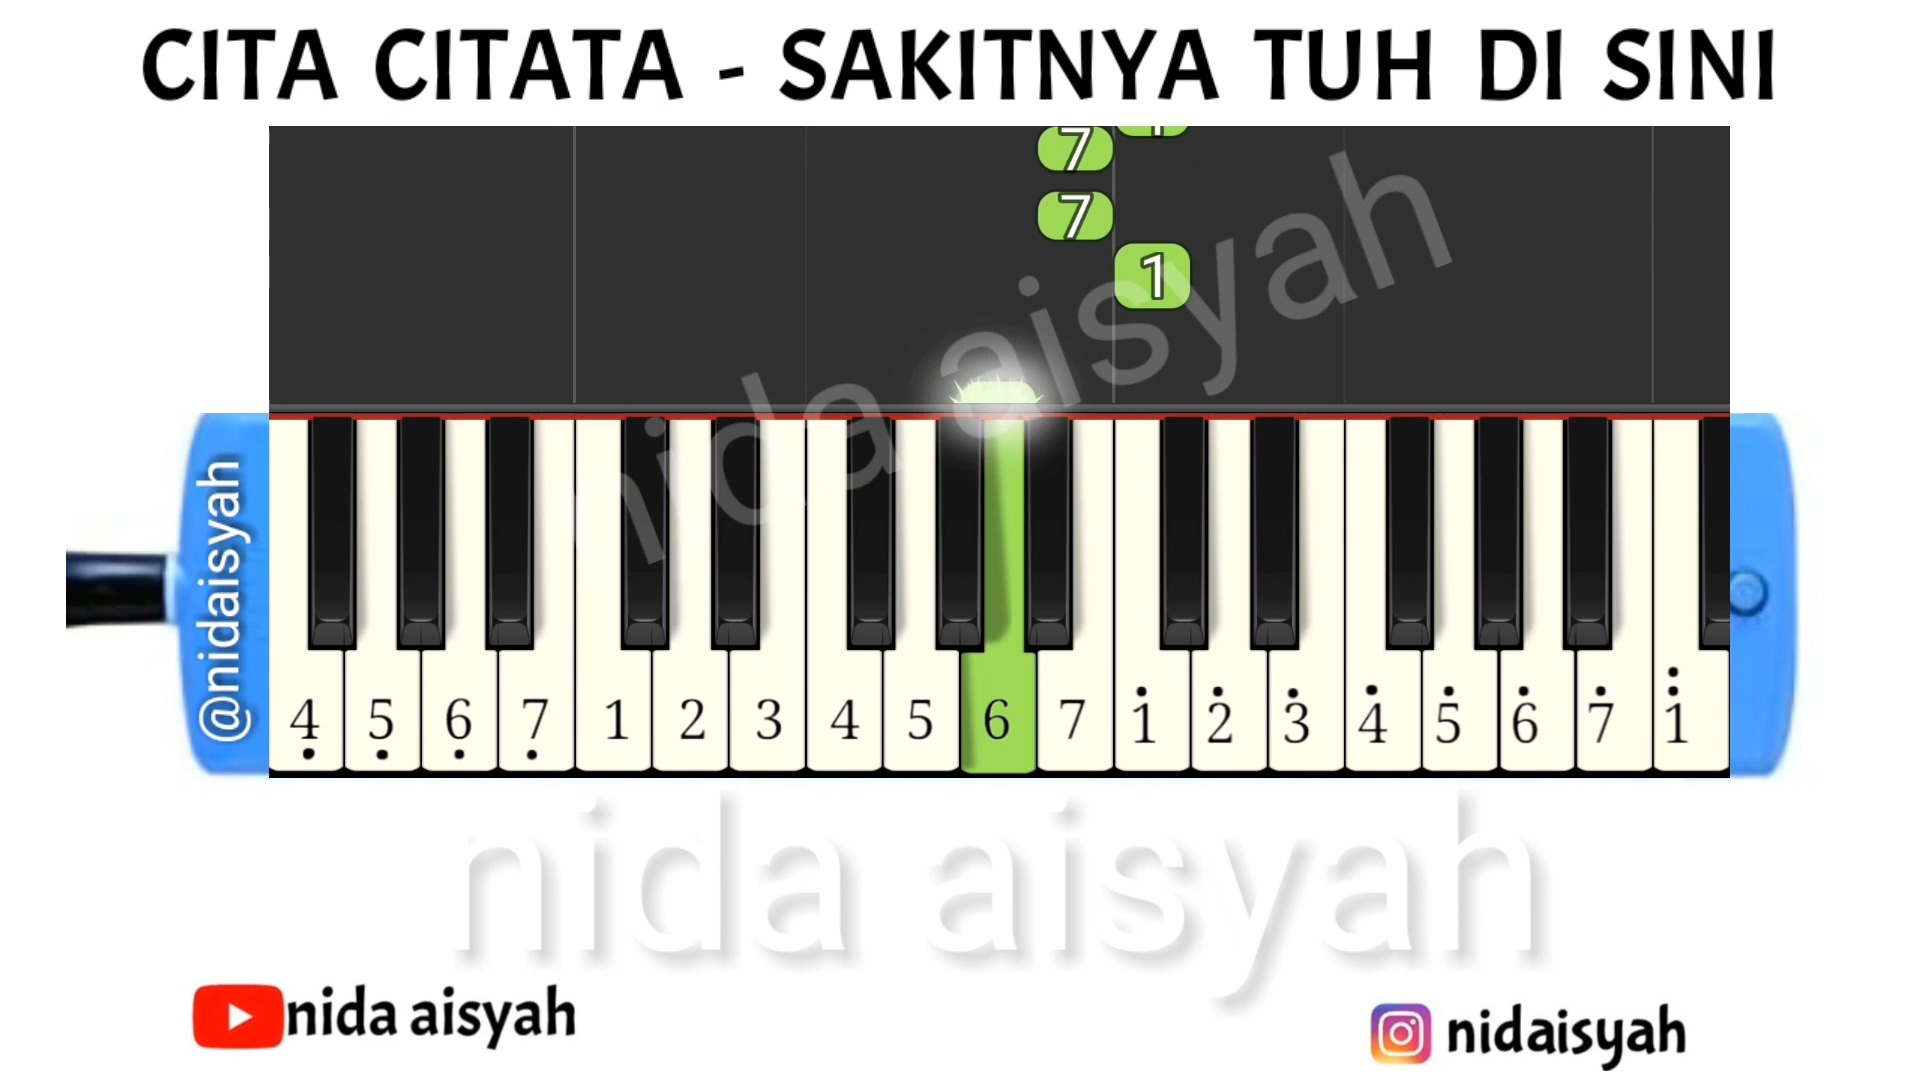 CITA CITATA - SAKITNYA TUH DI SINI
1
7
7
1
nida aisyah
@nidaisyah
4̣ 5̣ 6̣ 7̣ 1 2 3 4 5 6 7 1̇ 2̇ 3̇ 4̇ 5̇ 6̇ 7̇ 1̈
nida aisyah
nida aisyah
nidaisyah